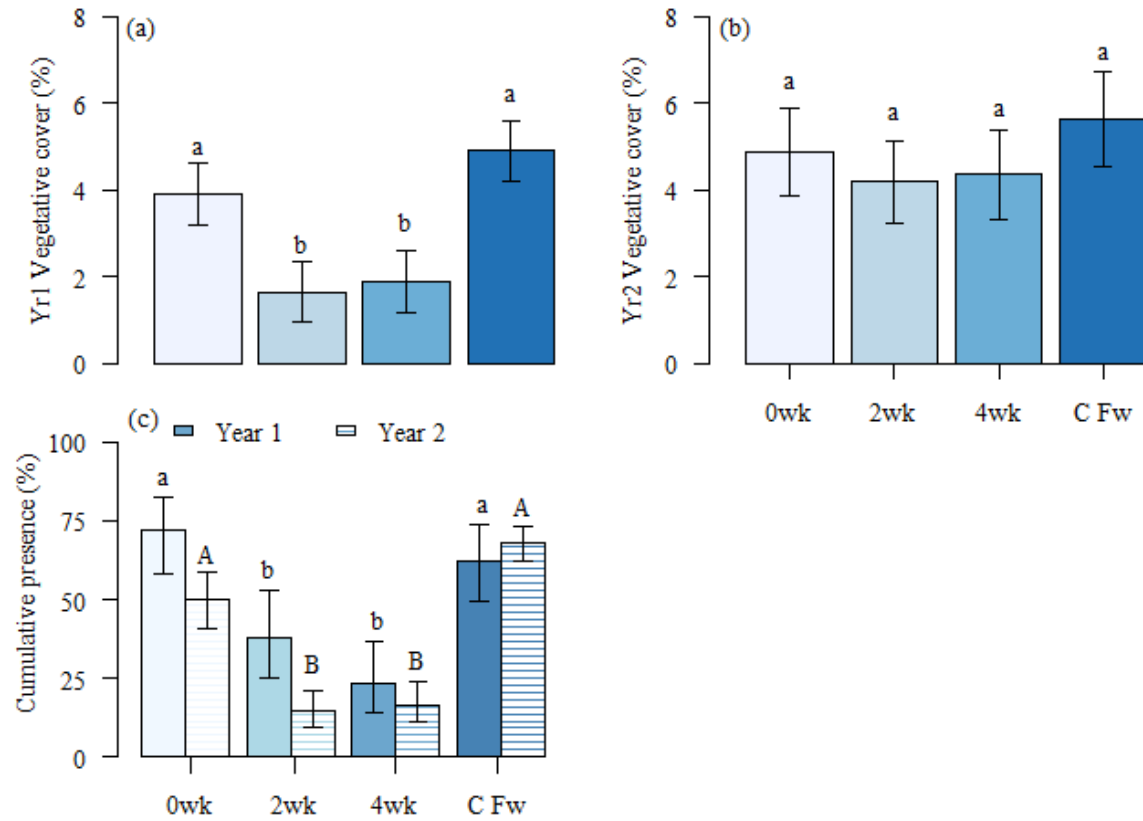 (a)
Yr1 Vegetative cover (%)
8
6
4
2
0
a
b
b
a
(b)
Yr2 Vegetative cover (%)
8
6
4
2
0
a
a
a
a
0wk 2wk 4wk C Fw
(c)
Year 1 Year 2
Cumulative presence (%)
100
75
50
25
0
a
A
b
B
b
B
a
A
0wk 2wk 4wk C Fw